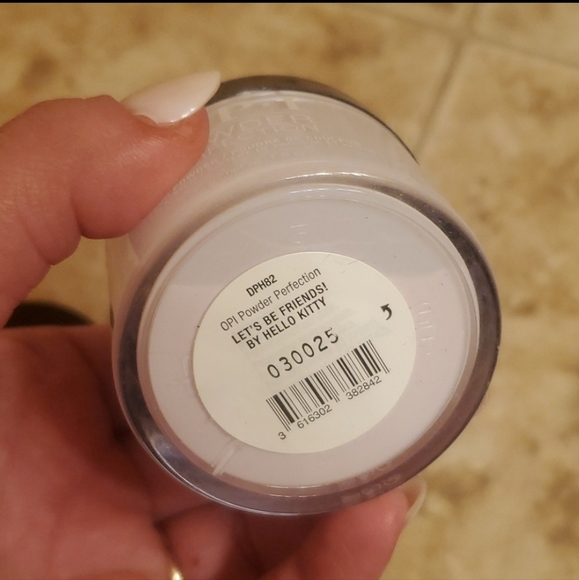 DPH82
OPI Powder Perfection
LET'S BE FRIENDS!
BY HELLO KITTY
030025
3 616302 382842